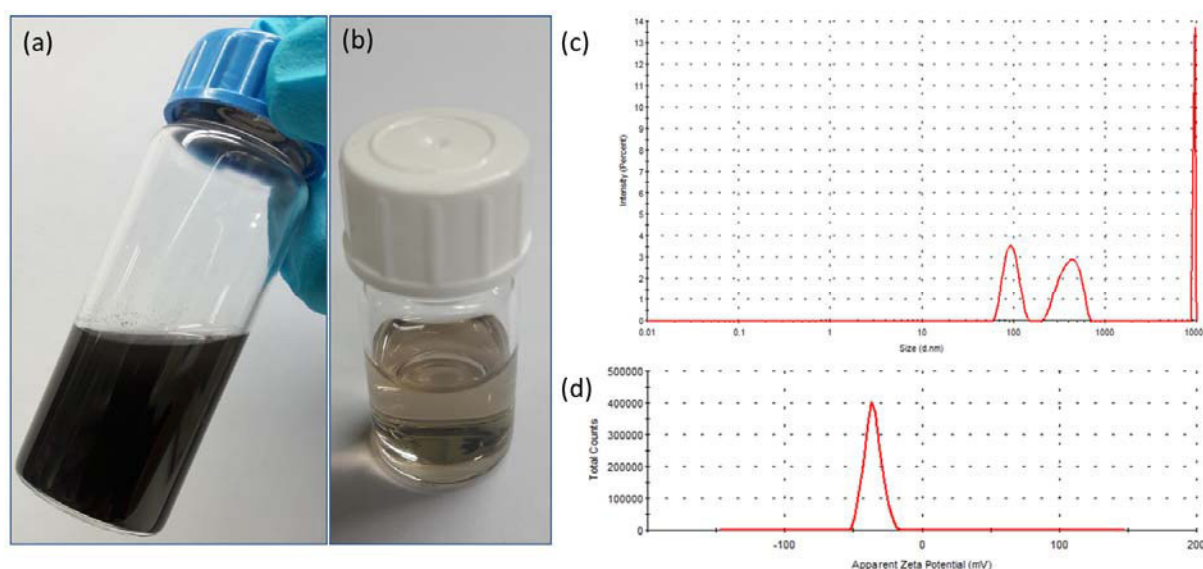 (a)
(b)
(c)
14
13
12
11
10
9
8
7
6
5
4
3
2
1
0
Intensity (Percent)
0.01 0.1 1 10 100 1000 1000
Size (d.nm)
(d)
500000
400000
300000
200000
100000
0
Total Counts
-100 0 100 200
Apparent Zeta Potential (mV)